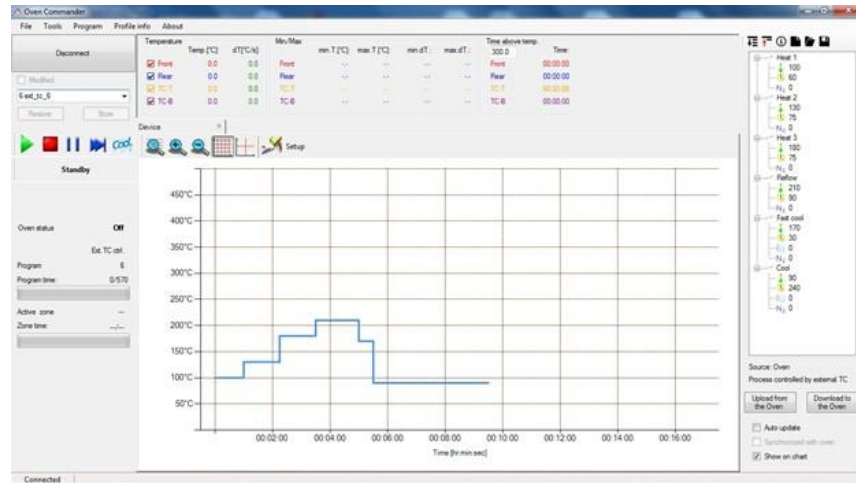 Oven Commander
File Tools Program Profile info About
Disconnect
Modified
6-ext_tc_6
Restore Store
Standby
Oven status Off
Ext. TC ctrl.
Program: 6
Program time: 0/570
Active zone --
Zone time: --/--
Temperature
Temp.[°C] dT[°C/s]
Front 0.0 0.0
Rear 0.0 0.0
TC-T 0.0 0.0
TC-B 0.0 0.0
Min/Max
min.T.[°C] max.T.[°C] min.dT.: max.dT.:
Front -.- -.- -.- -.-
Rear -.- -.- -.- -.-
TC-T -.- -.- -.- -.-
TC-B -.- -.- -.- -.-
Time above temp.
300.0 Time:
Front 00:00:00
Rear 00:00:00
TC-T 00:00:00
TC-B 00:00:00
Device
Setup
450°C
400°C
350°C
300°C
250°C
200°C
150°C
100°C
50°C
00:02:00 00:04:00 00:06:00 00:08:00 00:10:00 00:12:00 00:14:00 00:16:00
Time [hr:min:sec]
Heat 1
100
60
N₂ 0
Heat 2
130
75
N₂ 0
Heat 3
180
75
N₂ 0
Reflow
210
90
N₂ 0
Fast cool
170
30
0
N₂ 0
Cool
90
240
0
N₂ 0
Source: Oven
Process controlled by external TC
Upload from
the Oven
Download to
the Oven
Auto update
Synchronized with oven
Show on chart
Connected
cool